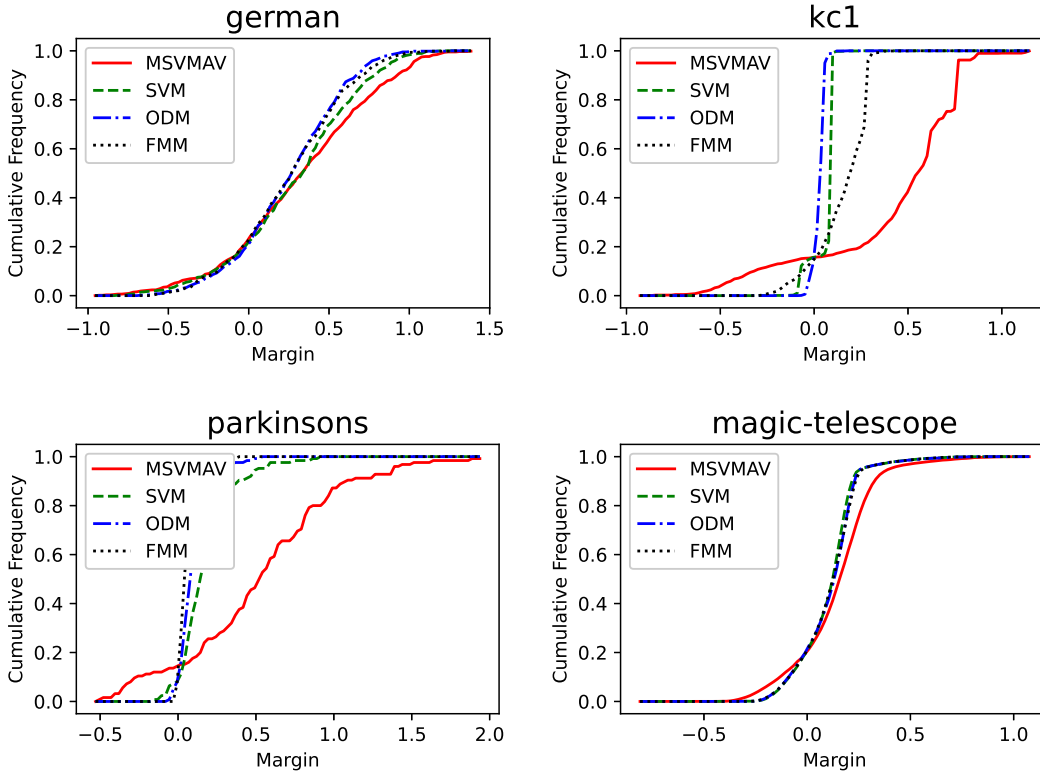 german
1.0
0.8
0.6
0.4
0.2
0.0
Cumulative Frequency
MSVMAV
SVM
ODM
FMM
−1.0 −0.5 0.0 0.5 1.0 1.5
Margin
kc1
1.0
0.8
0.6
0.4
0.2
0.0
Cumulative Frequency
MSVMAV
SVM
ODM
FMM
−1.0 −0.5 0.0 0.5 1.0
Margin
parkinsons
1.0
0.8
0.6
0.4
0.2
0.0
Cumulative Frequency
MSVMAV
SVM
ODM
FMM
−0.5 0.0 0.5 1.0 1.5 2.0
Margin
magic-telescope
1.0
0.8
0.6
0.4
0.2
0.0
Cumulative Frequency
MSVMAV
SVM
ODM
FMM
−0.5 0.0 0.5 1.0
Margin